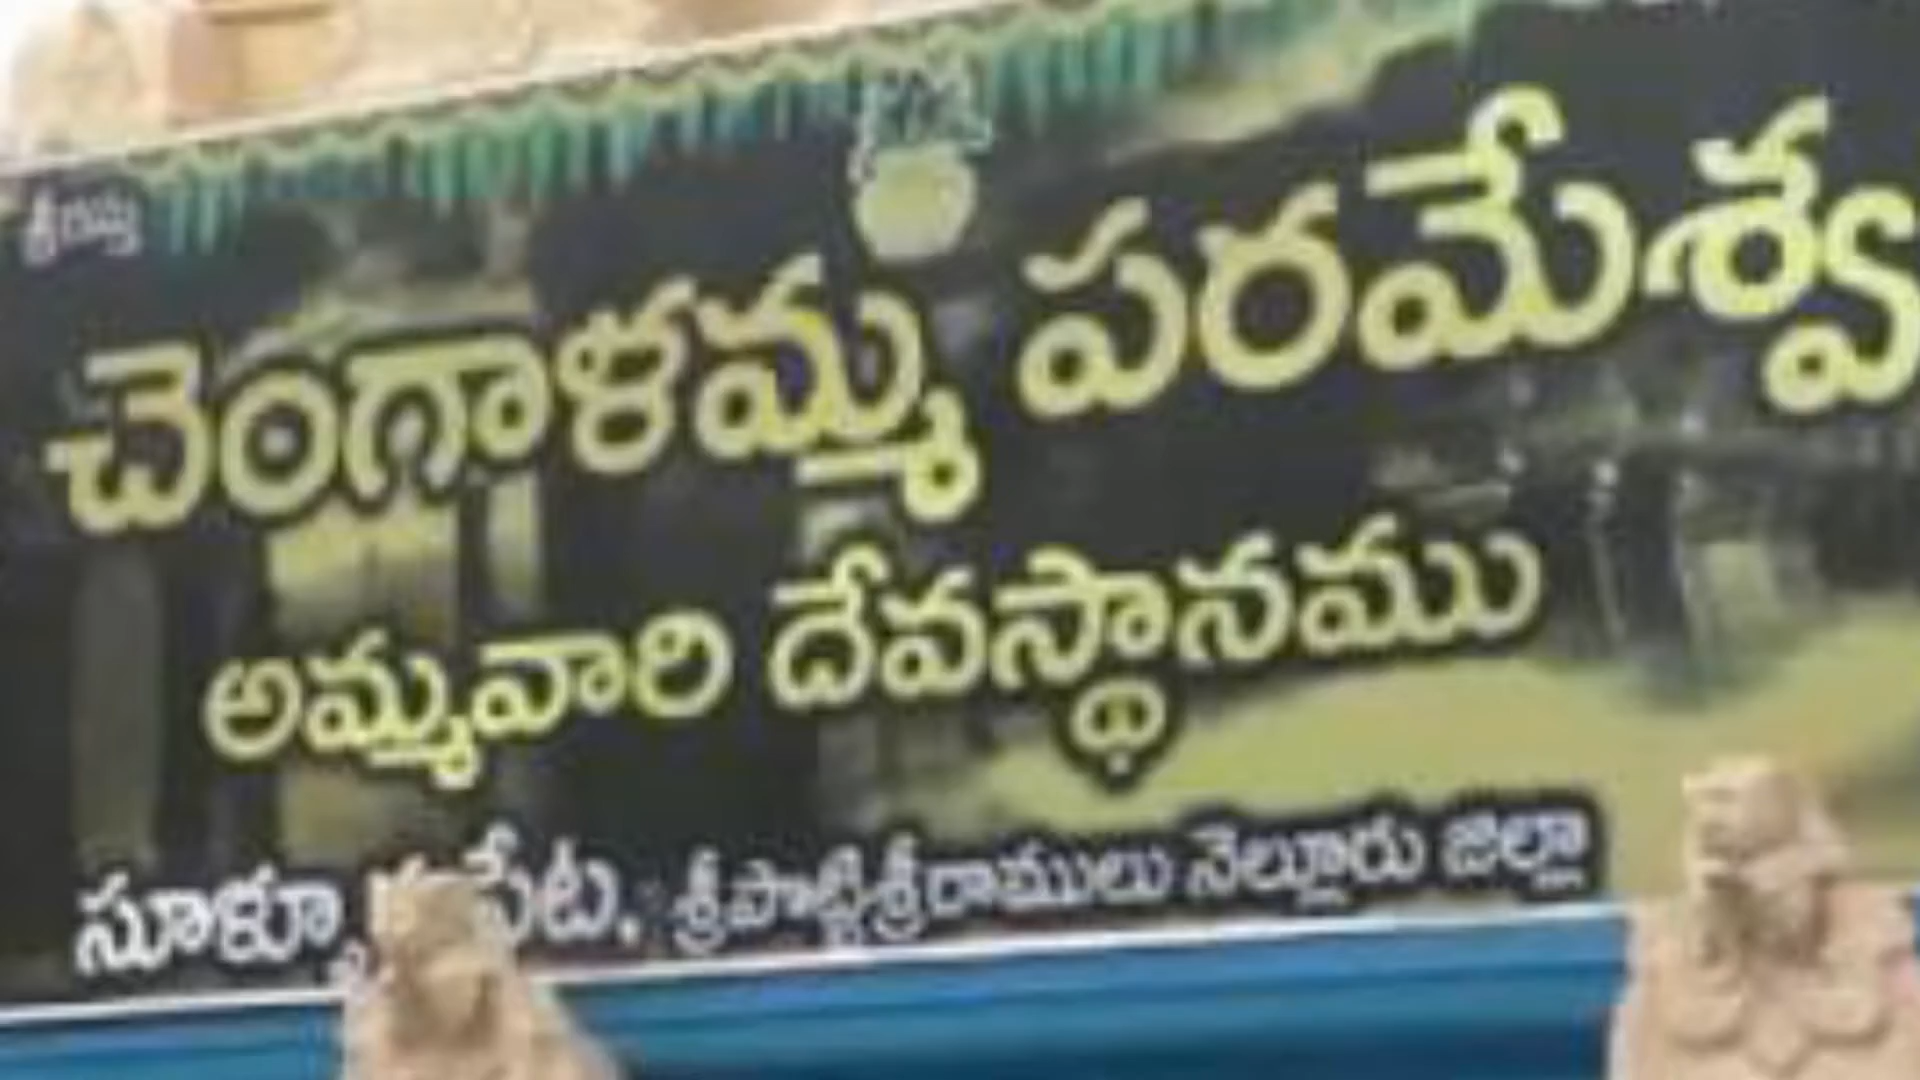 చెంగాళమ్మ పరమేశ్వ
అమ్మవారి దేవస్థానము
శ్రీపొట్టిశ్రీరాములు నెల్లూరు జిల్లా